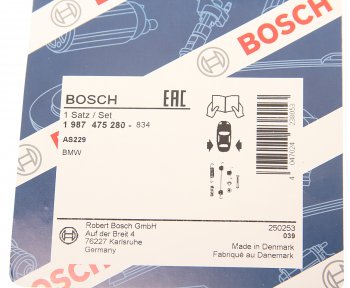 BOSCH
BOSCH
BOSCH
BOSCH
EAC
1 Satz / Set
1 987 475 280 - 834
AS229
BMW
Robert Bosch GmbH
Auf der Breit 4
76227 Karlsruhe
Germany
250253
039
Made in Denmark
Fabriqué au Danemark